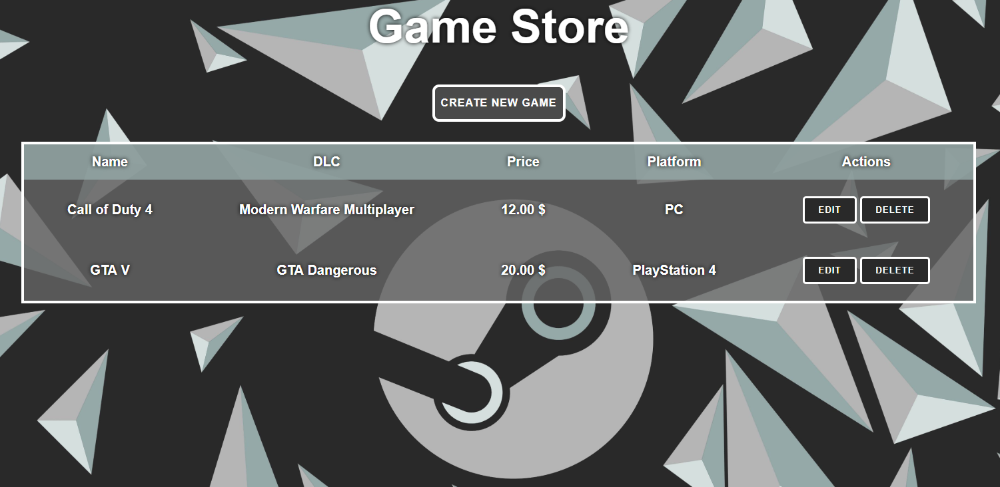 Game Store
CREATE NEW GAME
Name DLC Price Platform Actions
Call of Duty 4 Modern Warfare Multiplayer 12.00 $ PC EDIT DELETE
GTA V GTA Dangerous 20.00 $ PlayStation 4 EDIT DELETE